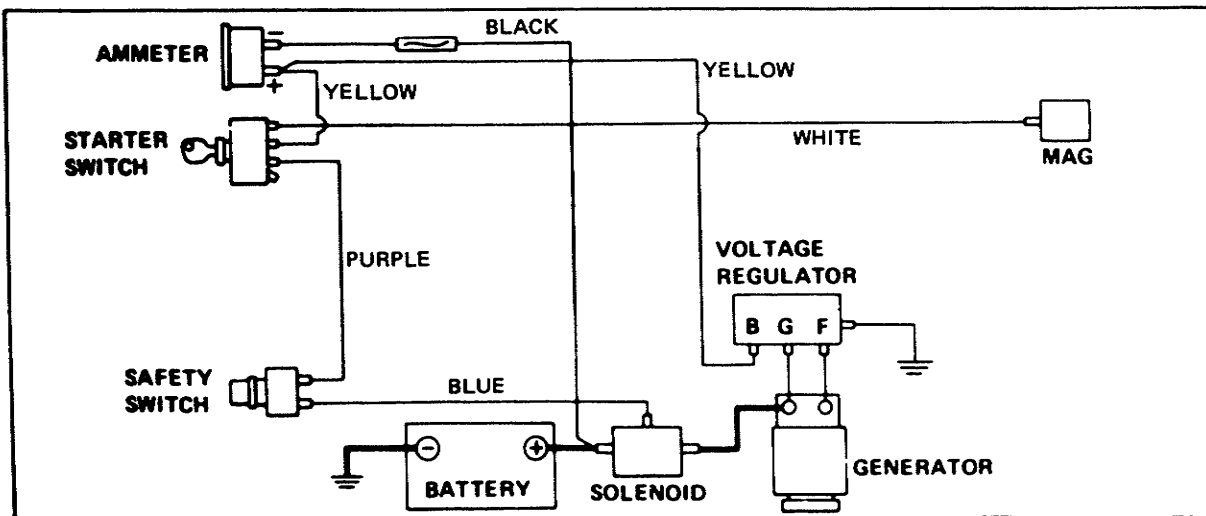 BLACK
AMMETER
−
+
YELLOW
YELLOW
STARTER
SWITCH
WHITE
MAG
PURPLE
VOLTAGE
REGULATOR
B G F
SAFETY
SWITCH
BLUE
−
+
BATTERY
SOLENOID
GENERATOR